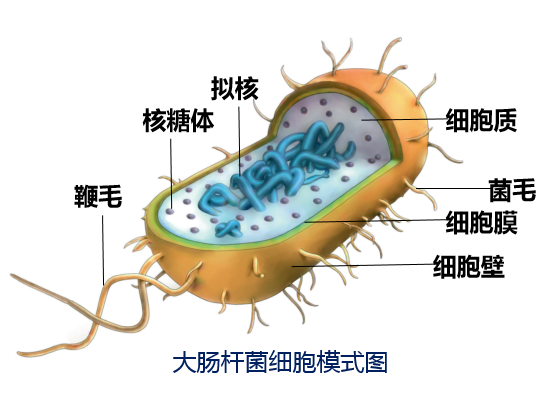 拟核
核糖体
细胞质
鞭毛
菌毛
细胞膜
细胞壁
大肠杆菌细胞模式图